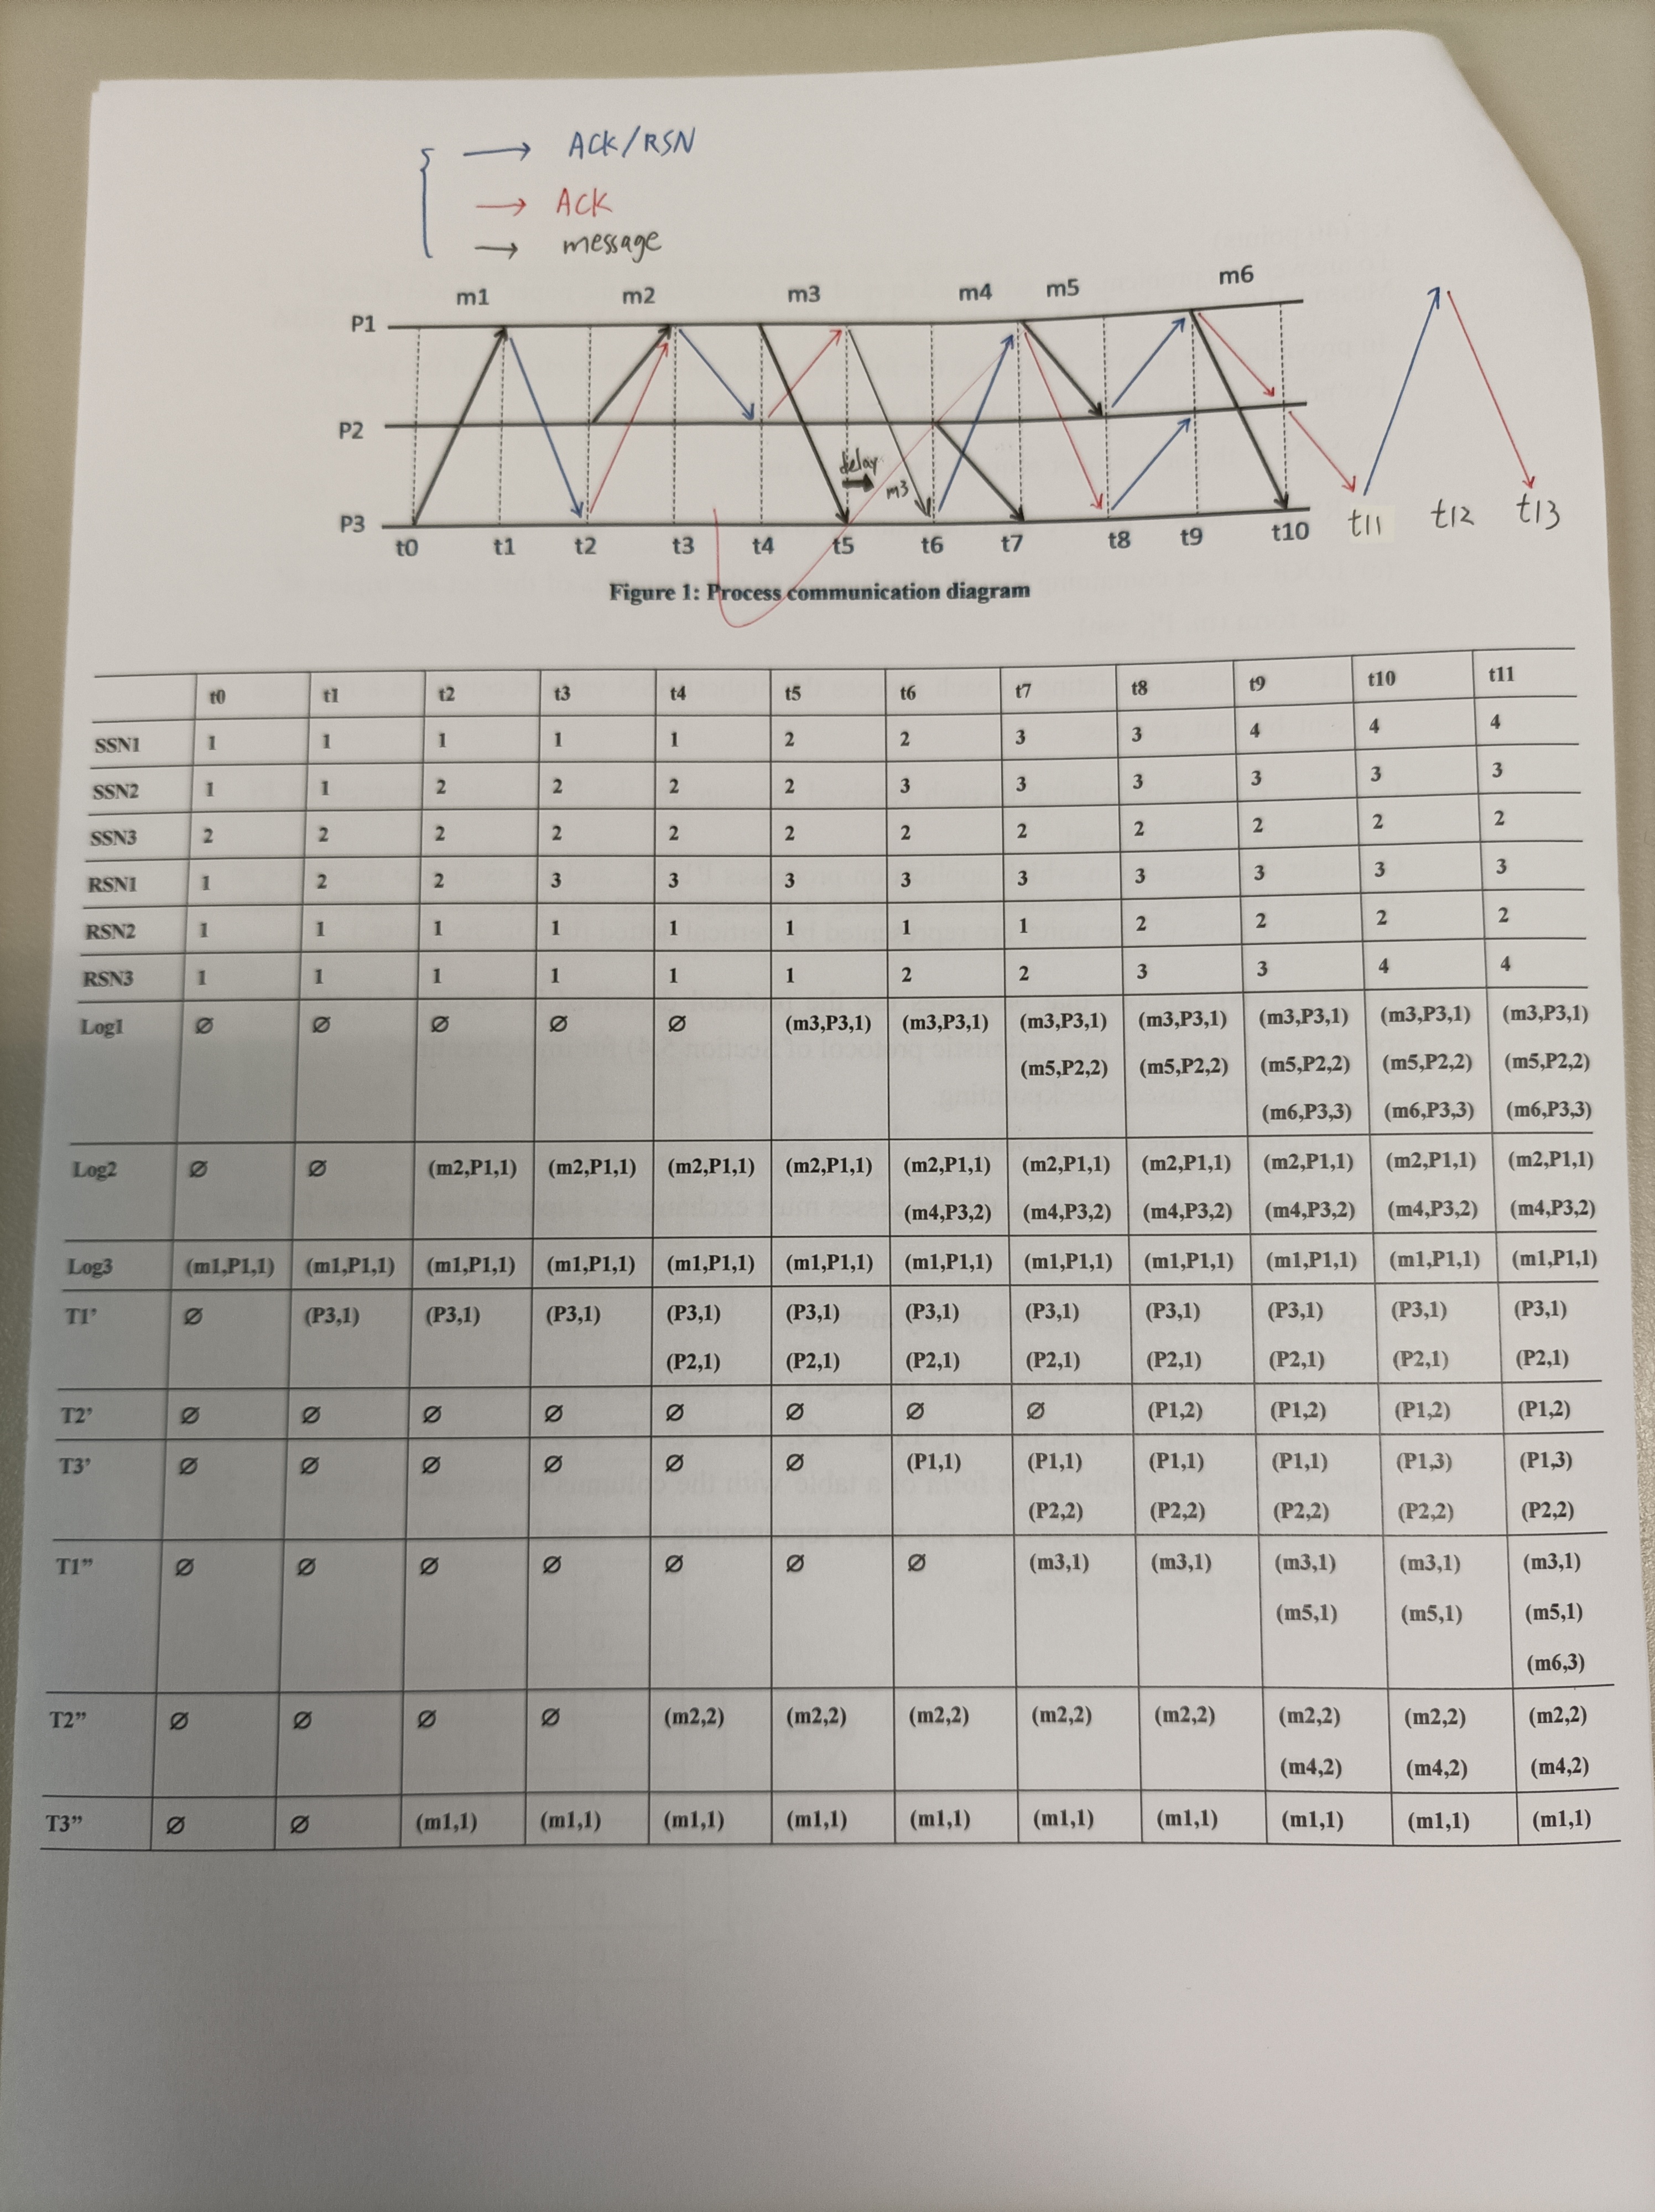 → Ack/RSN
→ Ack
→ message
m1 m2 m3 m4 m5 m6
P1
P2
delay
m3
P3
t0 t1 t2 t3 t4 t5 t6 t7 t8 t9 t10 t11 t12 t13
Figure 1: Process communication diagram
t0 t1 t2 t3 t4 t5 t6 t7 t8 t9 t10 t11
SSN1 1 1 1 1 1 2 2 3 3 4 4 4
SSN2 1 1 2 2 2 2 3 3 3 3 3 3
SSN3 2 2 2 2 2 2 2 2 2 2 2 2
RSN1 1 2 2 3 3 3 3 3 3 3 3 3
RSN2 1 1 1 1 1 1 1 1 2 2 2 2
RSN3 1 1 1 1 1 1 2 2 3 3 4 4
Log1 Ø Ø Ø Ø Ø (m3,P3,1) (m3,P3,1) (m3,P3,1) (m3,P3,1) (m3,P3,1) (m3,P3,1) (m3,P3,1)
(m5,P2,2) (m5,P2,2) (m5,P2,2) (m5,P2,2) (m5,P2,2)
(m6,P3,3) (m6,P3,3) (m6,P3,3)
Log2 Ø Ø (m2,P1,1) (m2,P1,1) (m2,P1,1) (m2,P1,1) (m2,P1,1) (m2,P1,1) (m2,P1,1) (m2,P1,1) (m2,P1,1) (m2,P1,1)
(m4,P3,2) (m4,P3,2) (m4,P3,2) (m4,P3,2) (m4,P3,2) (m4,P3,2)
Log3 (m1,P1,1) (m1,P1,1) (m1,P1,1) (m1,P1,1) (m1,P1,1) (m1,P1,1) (m1,P1,1) (m1,P1,1) (m1,P1,1) (m1,P1,1) (m1,P1,1) (m1,P1,1)
T1’ Ø (P3,1) (P3,1) (P3,1) (P3,1) (P3,1) (P3,1) (P3,1) (P3,1) (P3,1) (P3,1) (P3,1)
(P2,1) (P2,1) (P2,1) (P2,1) (P2,1) (P2,1) (P2,1) (P2,1)
T2’ Ø Ø Ø Ø Ø Ø Ø Ø (P1,2) (P1,2) (P1,2) (P1,2)
T3’ Ø Ø Ø Ø Ø Ø (P1,1) (P1,1) (P1,1) (P1,1) (P1,3) (P1,3)
(P2,2) (P2,2) (P2,2) (P2,2) (P2,2)
T1” Ø Ø Ø Ø Ø Ø Ø (m3,1) (m3,1) (m3,1) (m3,1) (m3,1)
(m5,1) (m5,1) (m5,1)
(m6,3)
T2” Ø Ø Ø Ø (m2,2) (m2,2) (m2,2) (m2,2) (m2,2) (m2,2) (m2,2) (m2,2)
(m4,2) (m4,2) (m4,2)
T3” Ø Ø (m1,1) (m1,1) (m1,1) (m1,1) (m1,1) (m1,1) (m1,1) (m1,1) (m1,1) (m1,1)